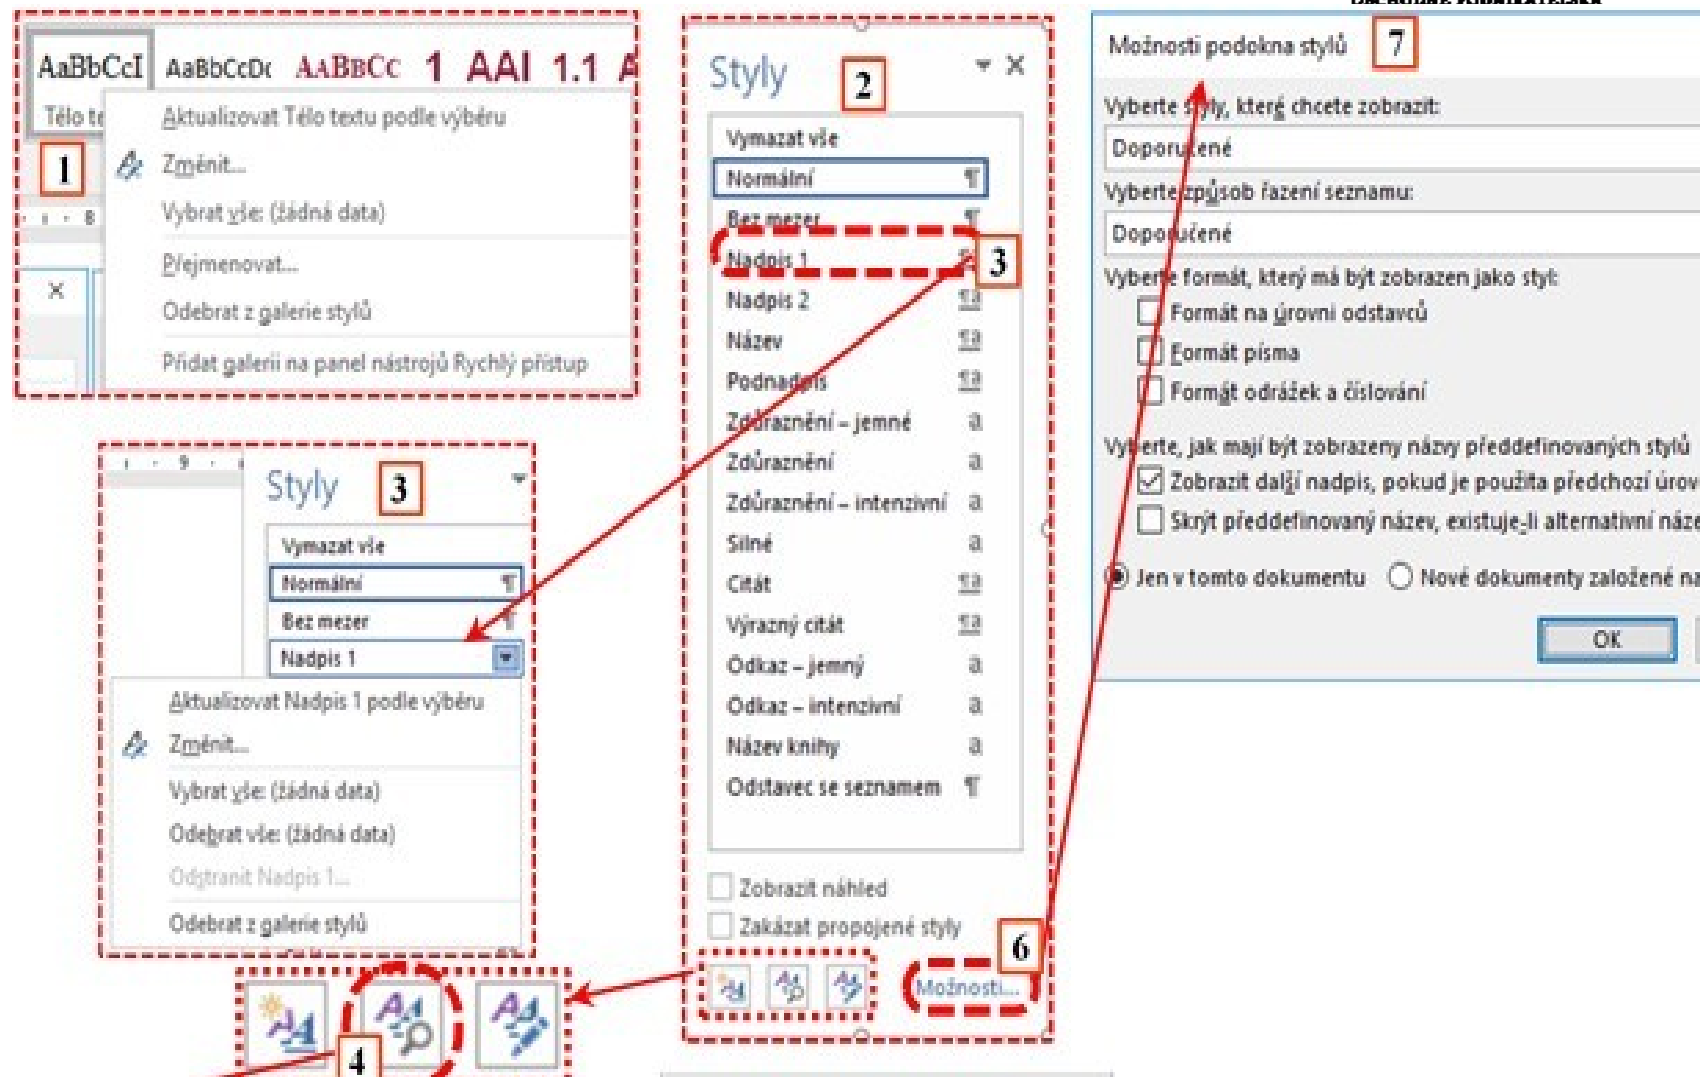 AaBbCcI AaBbCcDc AABBCC 1 AAI 1.1 A
Tělo te
1
Aktualizovat Tělo textu podle výběru
Změnit...
Vybrat vše: (žádná data)
Přejmenovat...
Odebrat z galerie stylů
Přidat galerii na panel nástrojů Rychlý přístup
8
Styly
2
Vymazat vše
Normální
Bez mezer
Nadpis 1
3
Nadpis 2
Název
Podnadpis
Zdůraznění – jemné
Zdůraznění
Zdůraznění – intenzivní
Silné
Citát
Výrazný citát
Odkaz – jemný
Odkaz – intenzivní
Název knihy
Odstavec se seznamem
Zobrazit náhled
Zakázat propojené styly
6
Možnosti...
9
Styly
3
Vymazat vše
Normální
Bez mezer
Nadpis 1
Aktualizovat Nadpis 1 podle výběru
Změnit...
Vybrat vše: (žádná data)
Odebrat vše: (žádná data)
Odstranit Nadpis 1...
Odebrat z galerie stylů
4
Možnosti podokna stylů
7
Vyberte styly, které chcete zobrazit:
Doporučené
Vyberte způsob řazení seznamu:
Doporučené
Vyberte formát, který má být zobrazen jako styl:
Formát na úrovni odstavců
Formát písma
Formát odrážek a číslování
Vyberte, jak mají být zobrazeny názvy předdefinovaných stylů
Zobrazit další nadpis, pokud je použita předchozí úrov
Skrýt předdefinovaný název, existuje-li alternativní náze
Jen v tomto dokumentu
Nové dokumenty založené na
OK